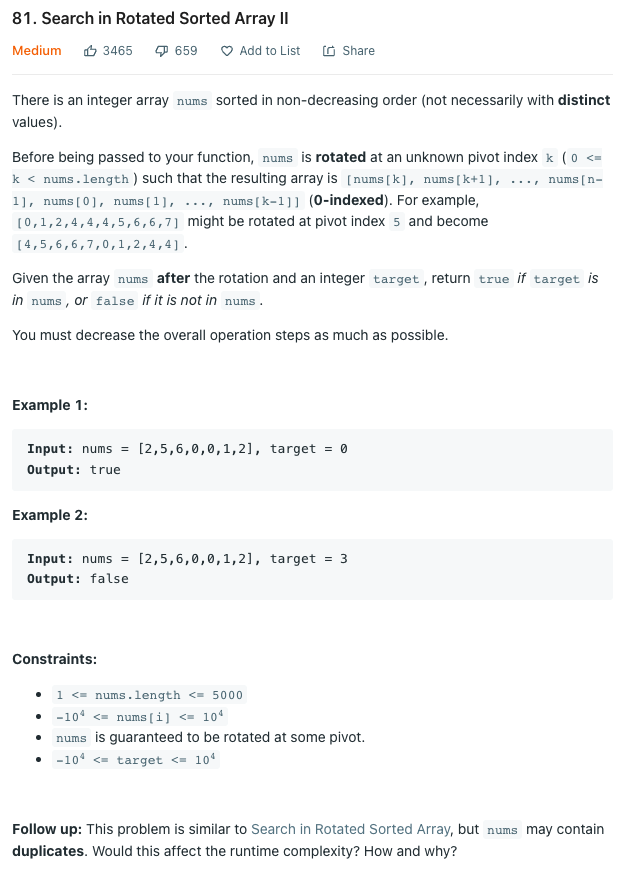 81. Search in Rotated Sorted Array II
Medium 3465 659 Add to List Share
There is an integer array nums sorted in non-decreasing order (not necessarily with distinct
values).
Before being passed to your function, nums is rotated at an unknown pivot index k ( 0 <=
k < nums.length ) such that the resulting array is [nums[k], nums[k+1], ..., nums[n-
1], nums[0], nums[1], ..., nums[k-1]] (0-indexed). For example,
[0,1,2,4,4,4,5,6,6,7] might be rotated at pivot index 5 and become
[4,5,6,6,7,0,1,2,4,4] .
Given the array nums after the rotation and an integer target , return true if target is
in nums , or false if it is not in nums .
You must decrease the overall operation steps as much as possible.
Example 1:
Input: nums = [2,5,6,0,0,1,2], target = 0
Output: true
Example 2:
Input: nums = [2,5,6,0,0,1,2], target = 3
Output: false
Constraints:
• 1 <= nums.length <= 5000
• -10⁴ <= nums[i] <= 10⁴
• nums is guaranteed to be rotated at some pivot.
• -10⁴ <= target <= 10⁴
Follow up: This problem is similar to Search in Rotated Sorted Array, but nums may contain
duplicates. Would this affect the runtime complexity? How and why?